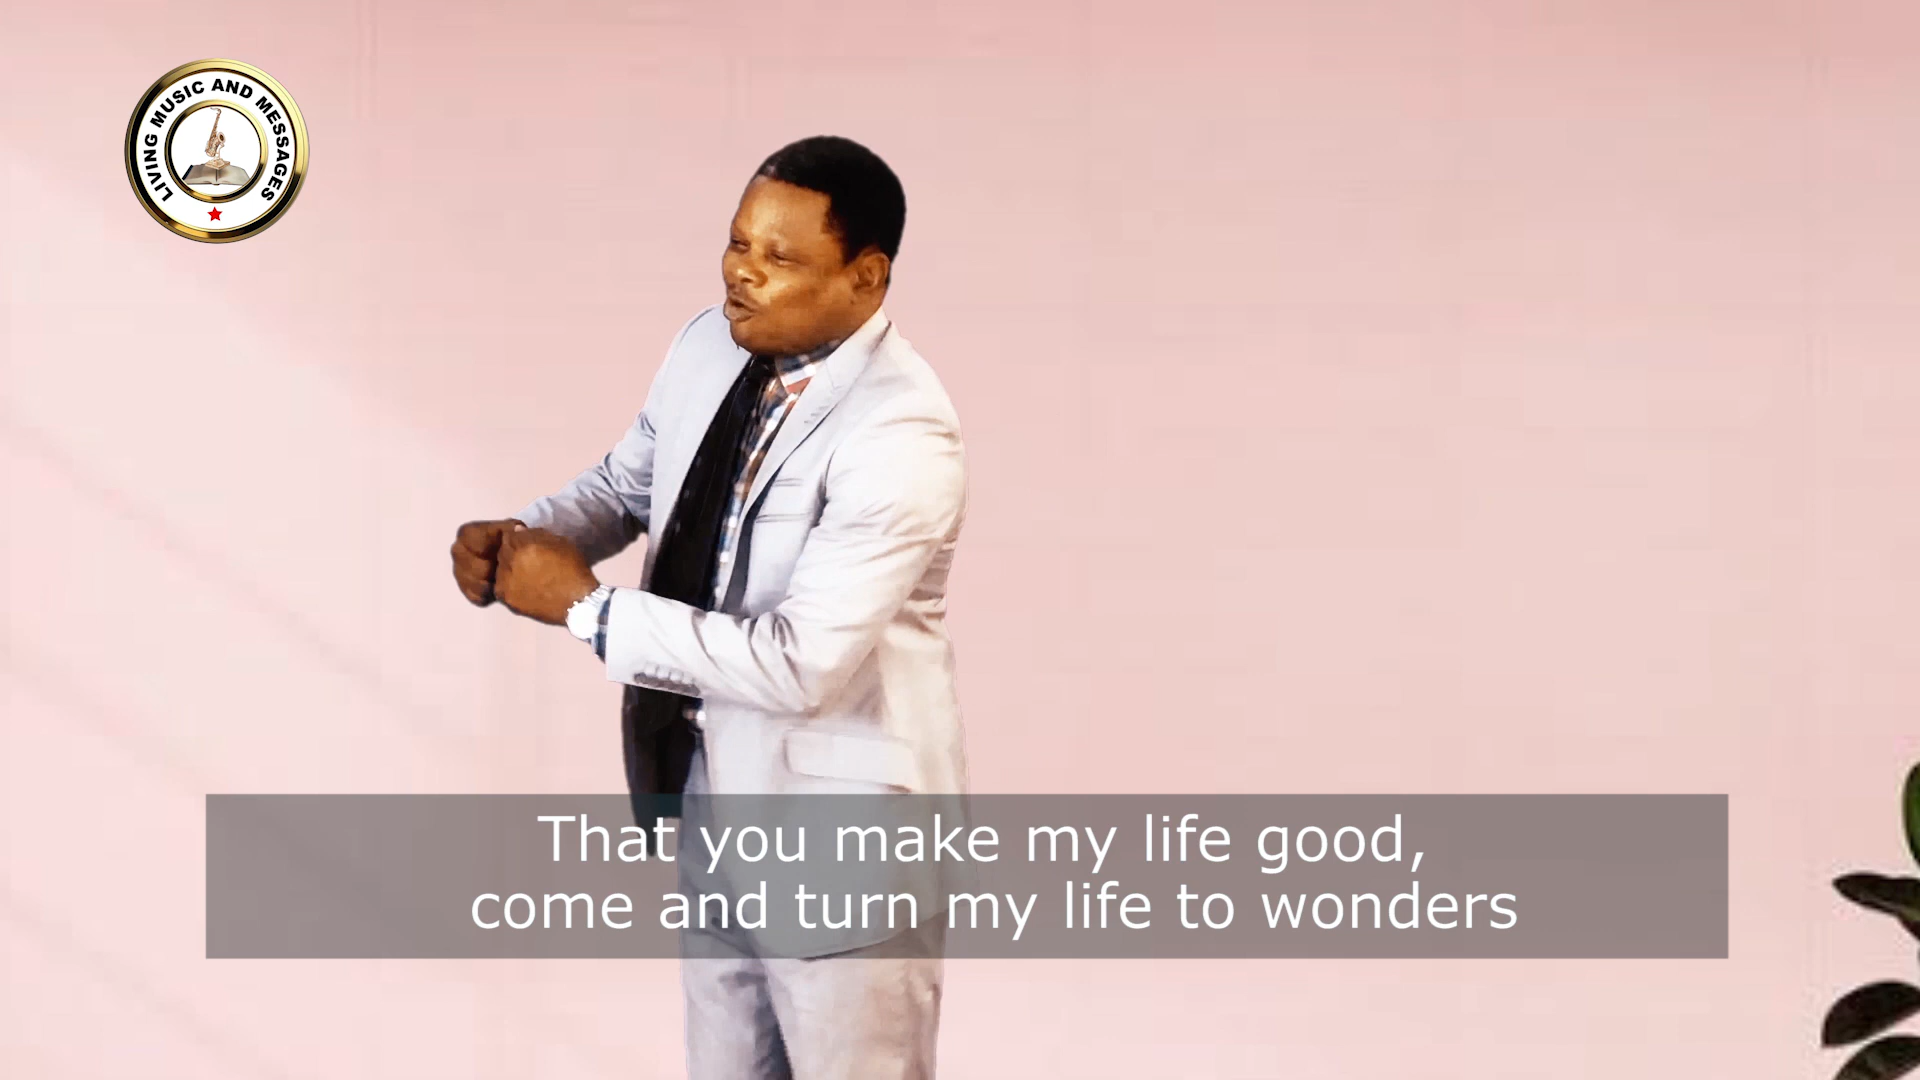 LIVING MUSIC AND MESSAGES
That you make my life good,
come and turn my life to wonders